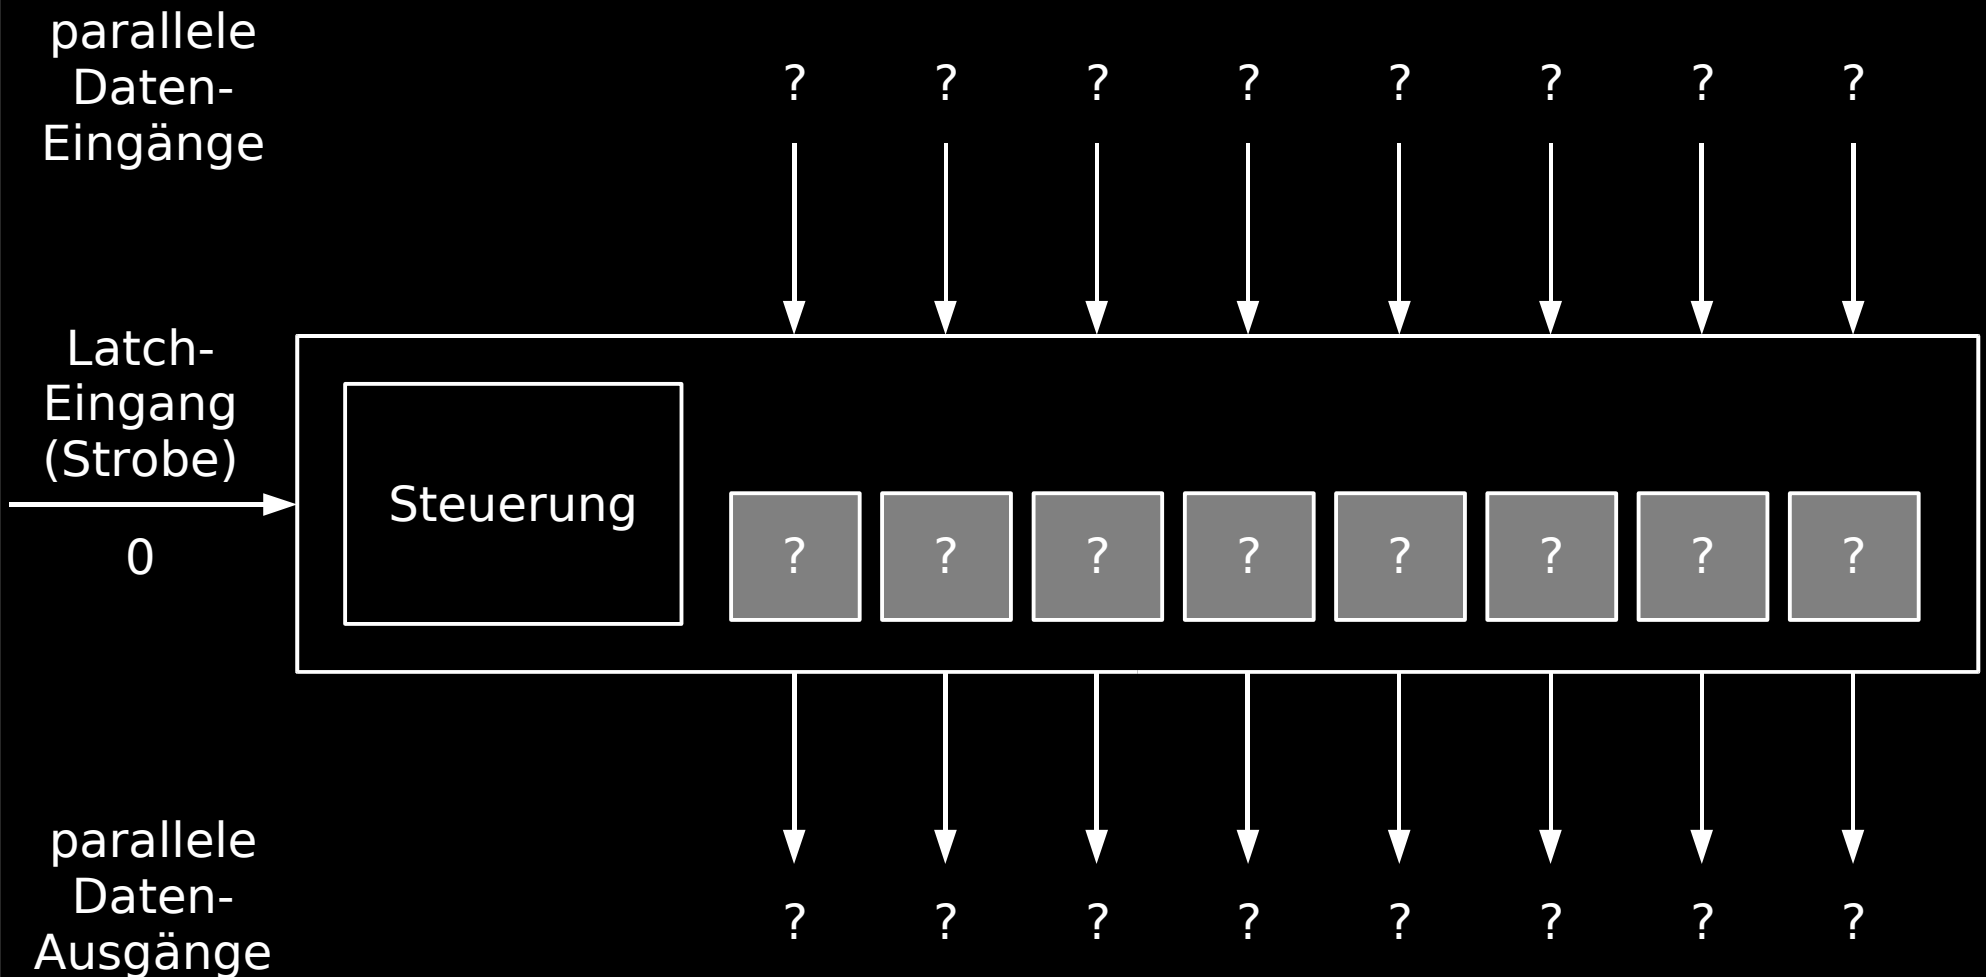 parallele
Daten-
Eingänge
? ? ? ? ? ? ? ?
Latch-
Eingang
(Strobe)
0
Steuerung
? ? ? ? ? ? ? ?
parallele
Daten-
Ausgänge
? ? ? ? ? ? ? ?